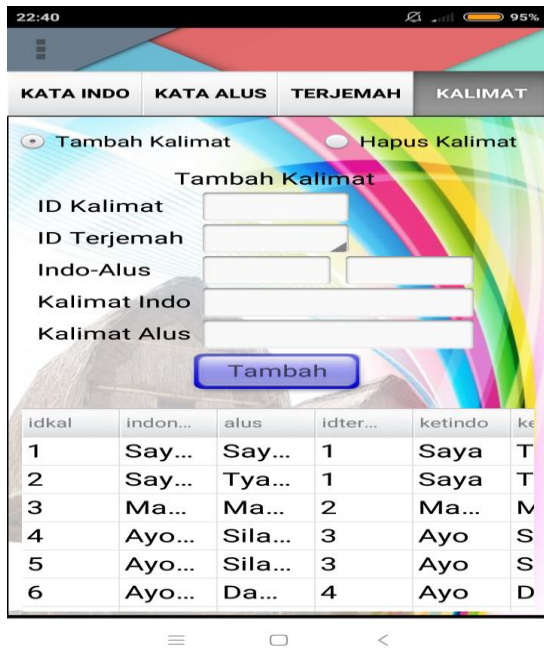 22:40 95%
KATA INDO KATA ALUS TERJEMAH KALIMAT
Tambah Kalimat Hapus Kalimat
Tambah Kalimat
ID Kalimat
ID Terjemah
Indo-Alus
Kalimat Indo
Kalimat Alus
Tambah
idkal indon... alus idter... ketindo ke
1 Say... Say... 1 Saya T
2 Say... Tya... 1 Saya T
3 Ma... Ma... 2 Ma... M
4 Ayo... Sila... 3 Ayo S
5 Ayo... Sila... 3 Ayo S
6 Ayo... Da... 4 Ayo D